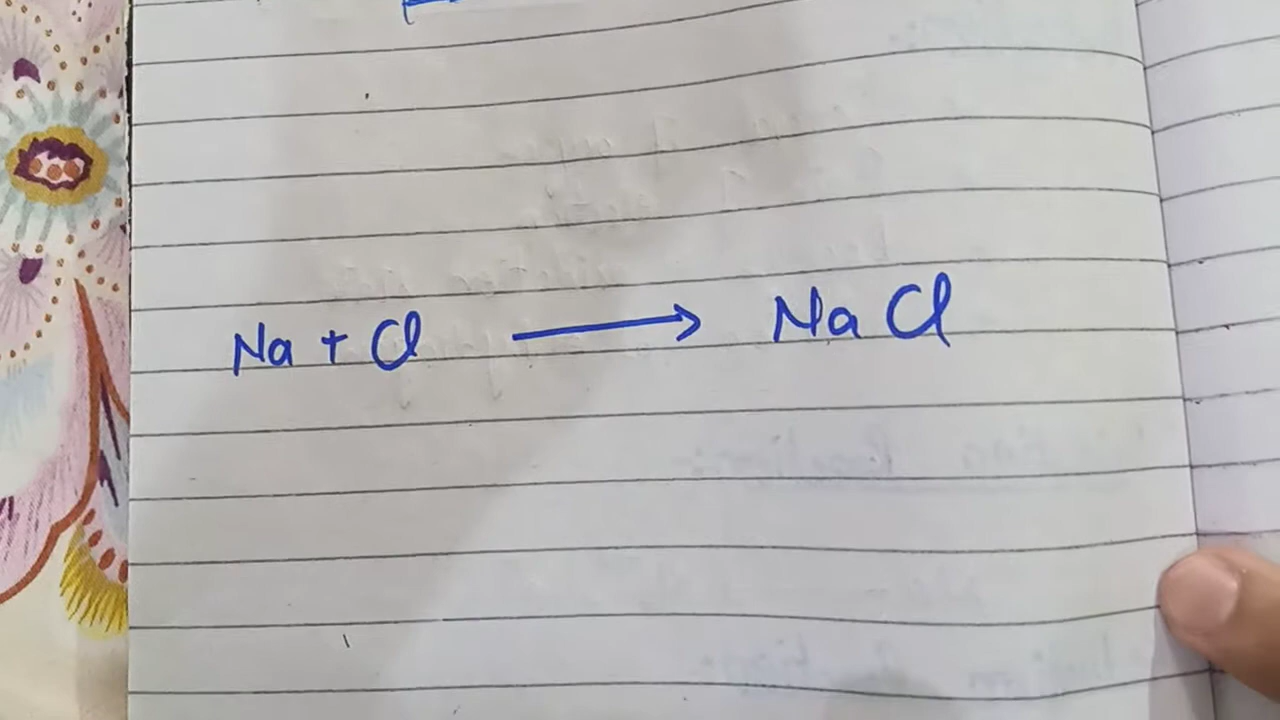 Na + Cl ⟶ NaCl